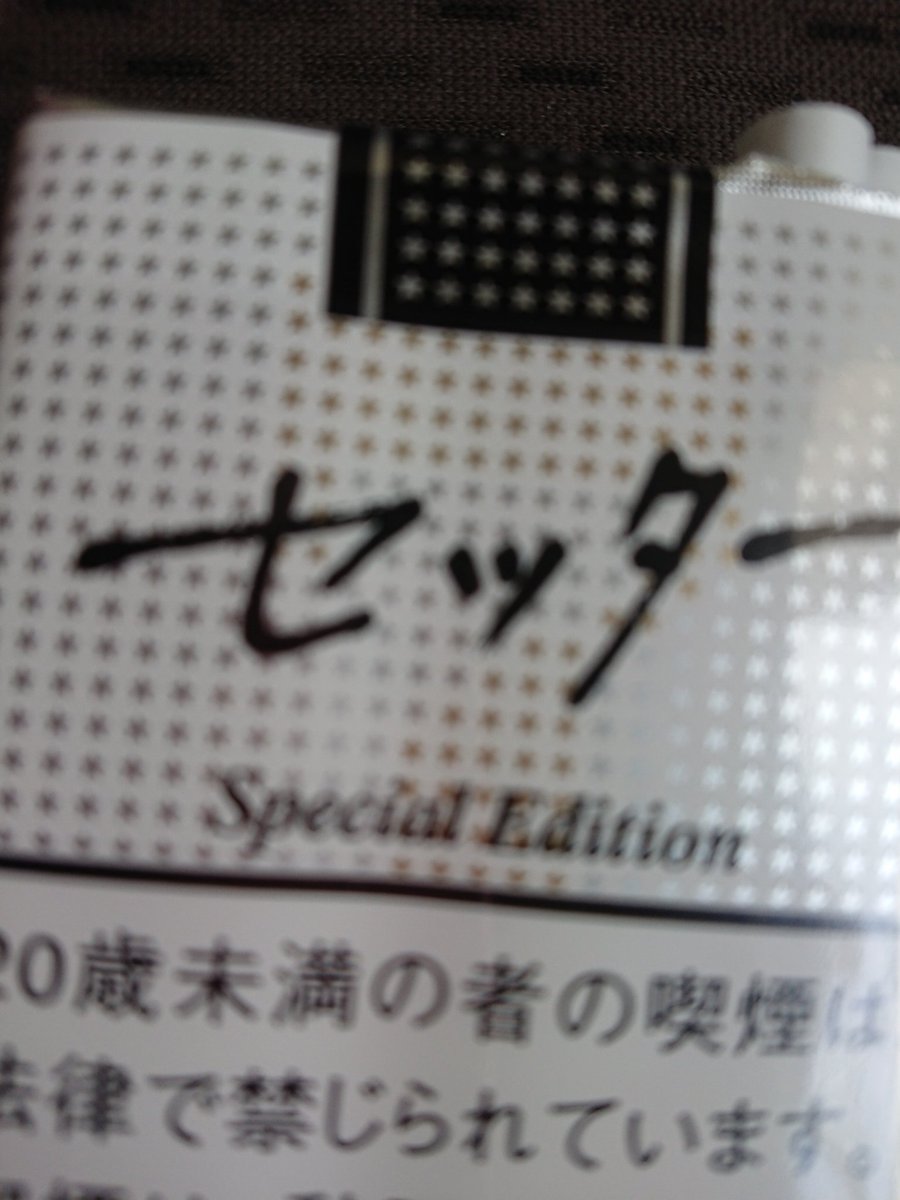 セッター
Special Edition
20歳未満の者の喫煙は
法律で禁じられています。